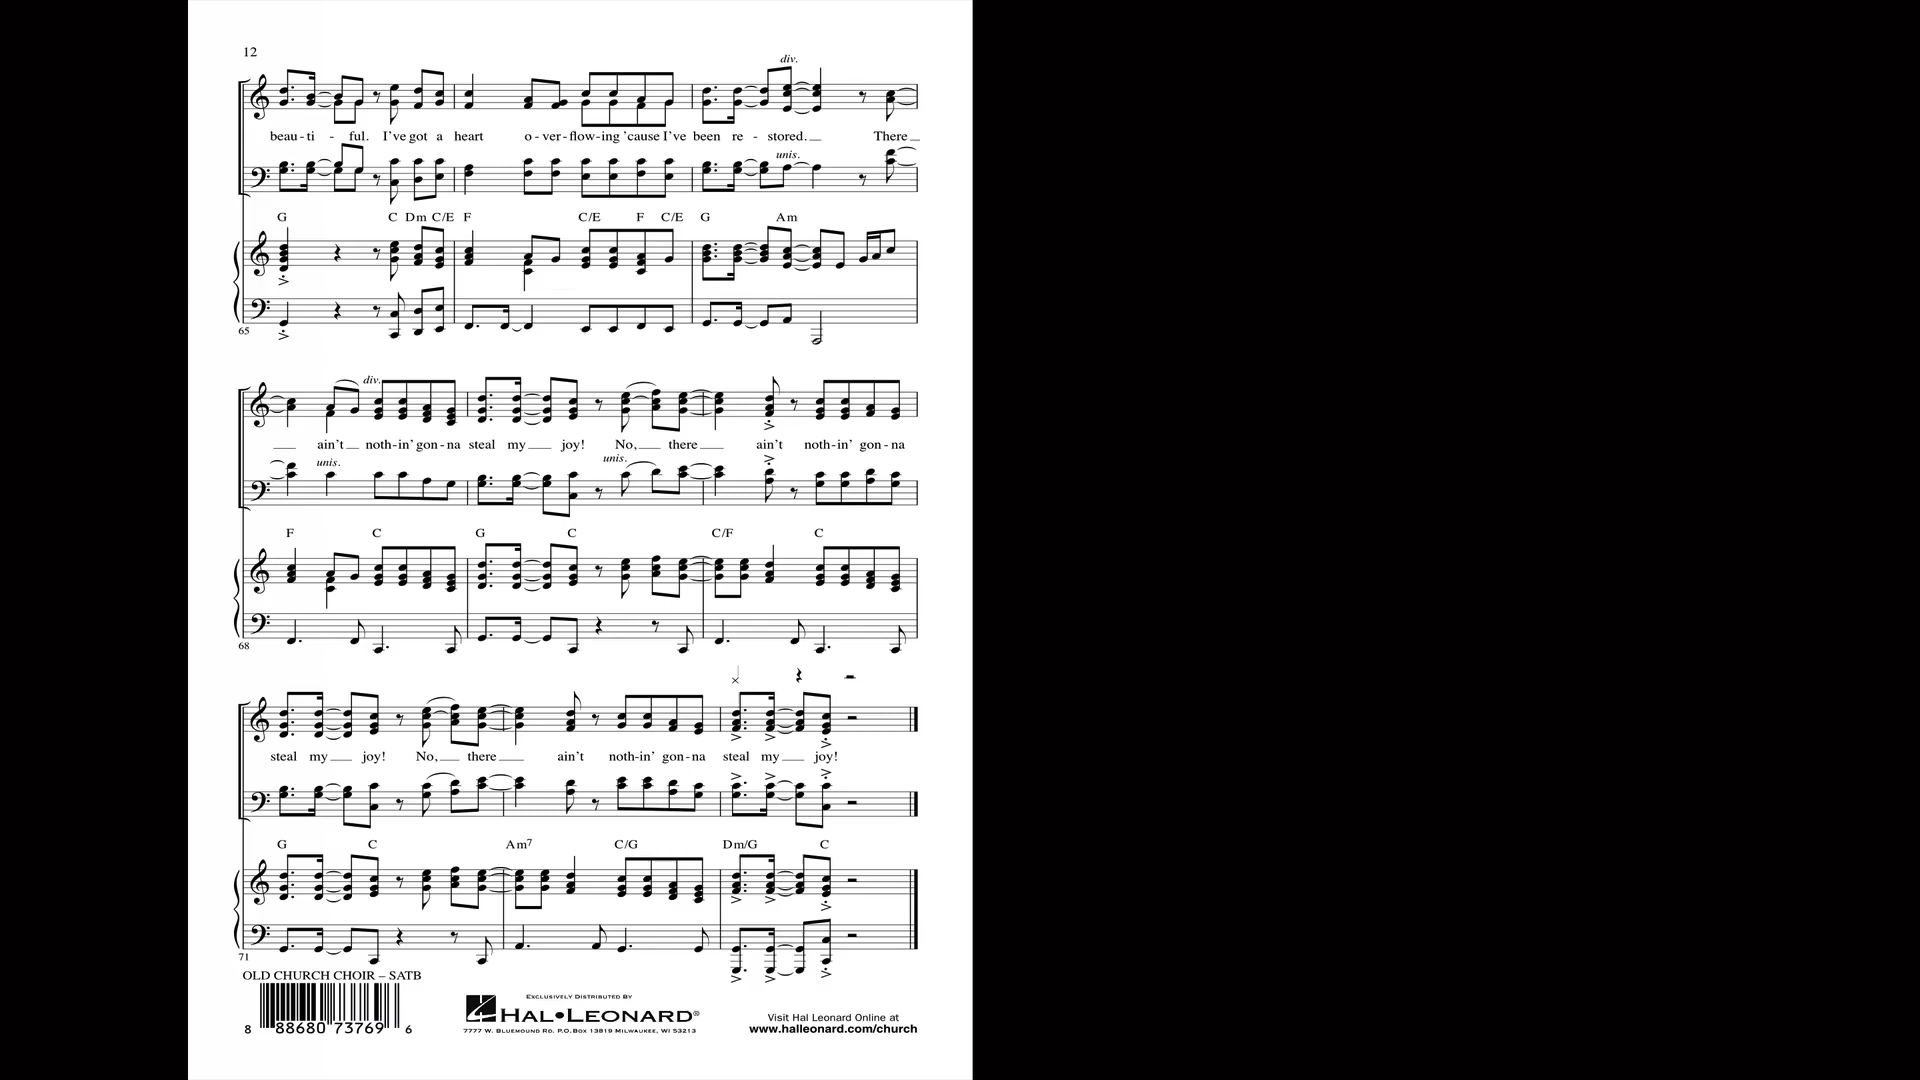 12
div.
beau - ti - ful. I've got a heart o - ver - flow - ing 'cause I've been re - stored. There
unis.
G C Dm C/E F C/E F C/E G Am
65
div.
ain't noth - in' gon - na steal my joy! No, there ain't noth - in' gon - na
unis. unis.
F C G C C/F C
68
steal my joy! No, there ain't noth - in' gon - na steal my joy!
G C Am7 C/G Dm/G C
71
OLD CHURCH CHOIR – SATB
8 88680 73769 6
EXCLUSIVELY DISTRIBUTED BY
HAL•LEONARD®
7777 W. BLUEMOUND RD. P.O. BOX 13819 MILWAUKEE, WI 53213
Visit Hal Leonard Online at
www.halleonard.com/church